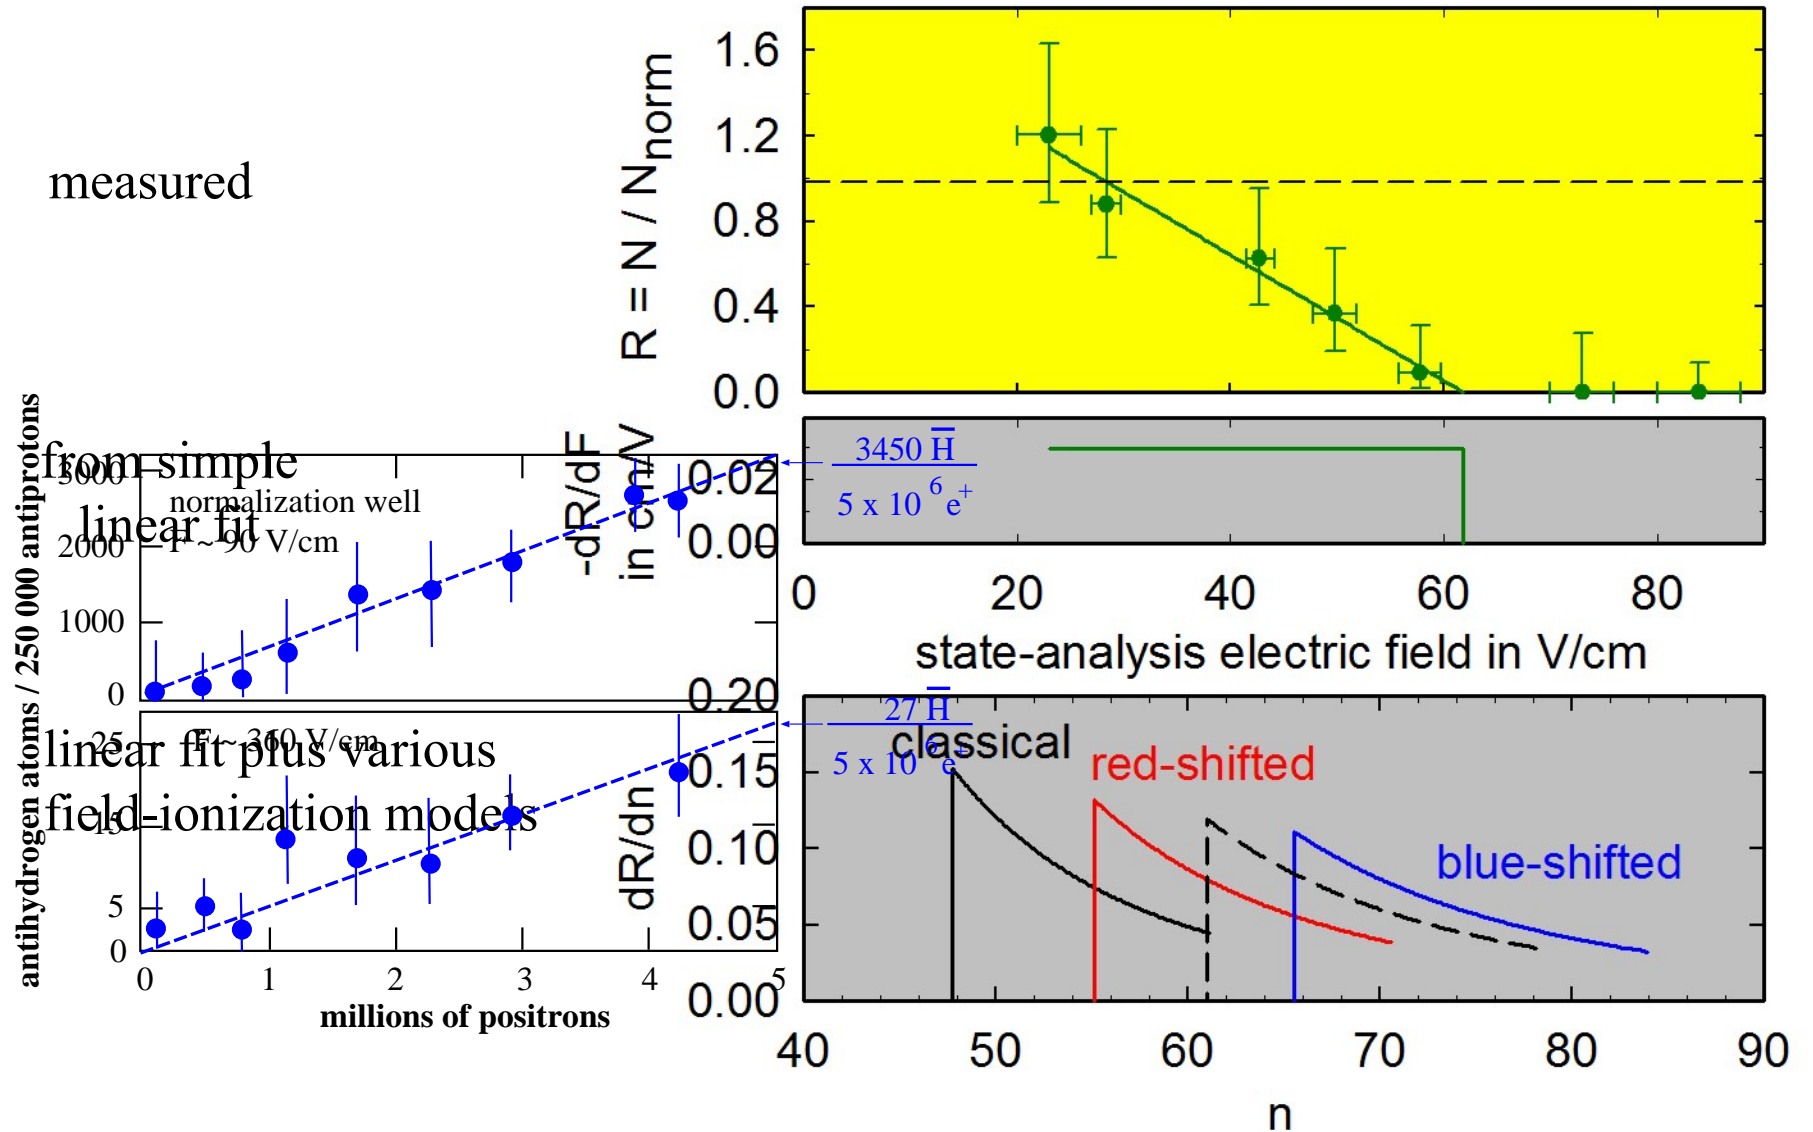 measured
R = N / Nnorm
1.6
1.2
0.8
0.4
0.0
from simple
linear fit
-dR/dF
in cm/V
0.02
0.00
0
20
40
60
80
state-analysis electric field in V/cm
antihydrogen atoms / 250 000 antiprotons
3000
2000
1000
0
normalization well
F ~ 90 V/cm
3450 H̅
5 x 10^6 e^+
linear fit plus various
field-ionization models
F ~ 360 V/cm
25
15
5
0
0
1
2
3
4
5
millions of positrons
27 H̅
5 x 10^6 e^+
dR/dn
0.20
0.15
0.10
0.05
0.00
classical
red-shifted
blue-shifted
40
50
60
70
80
90
n